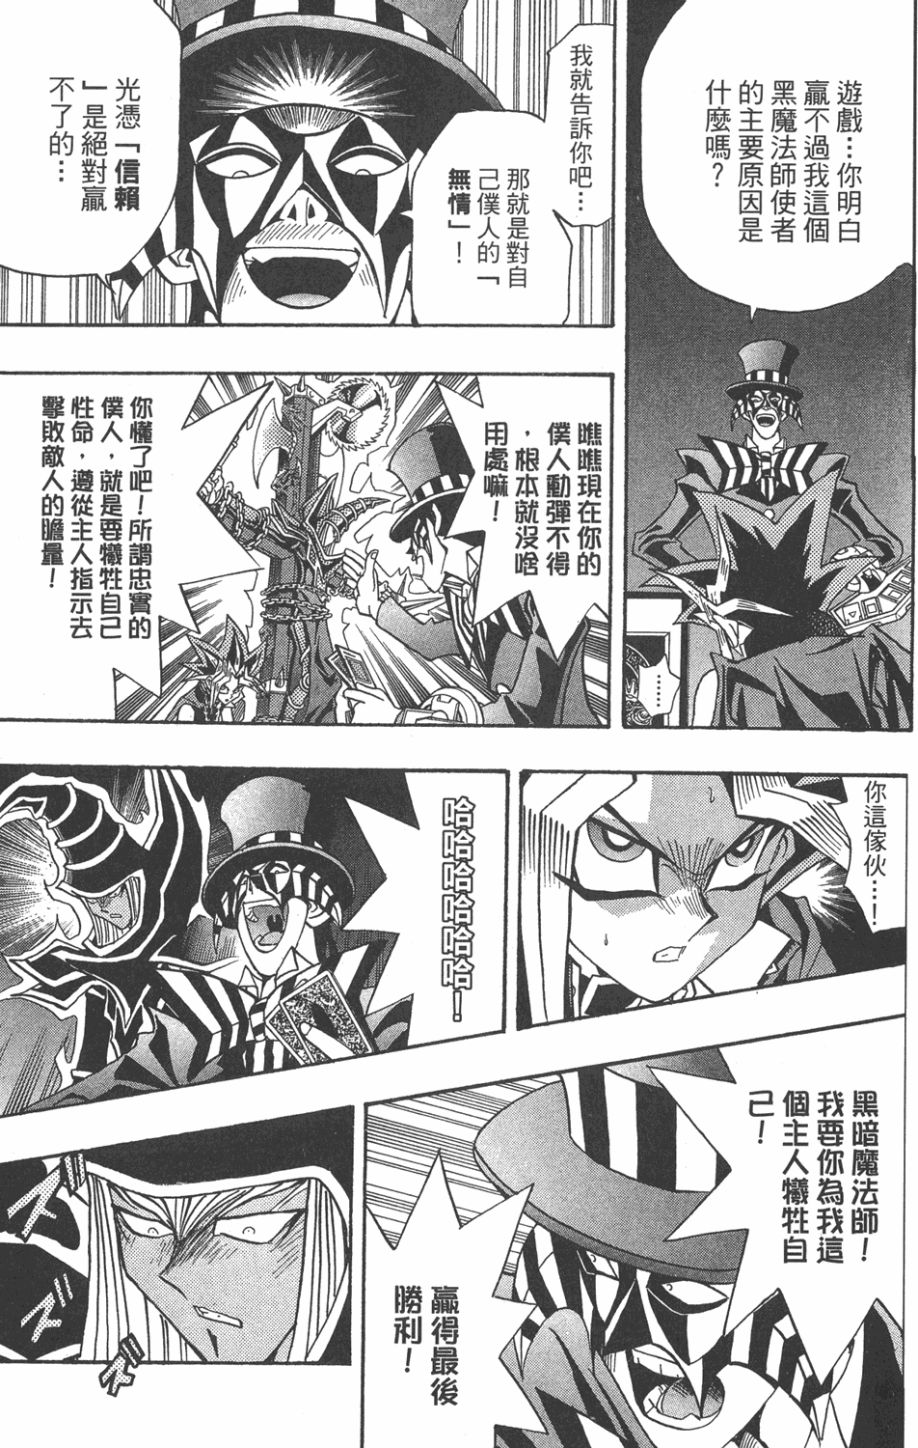 遊戲…你明白
贏不過我這個
黑魔法師使者
的主要原因是
什麼嗎？
我就告訴你吧…
那就是對自
己僕人的「
無情」！
光憑「信賴
」是絕對贏
不了的…
………
瞧瞧現在你的
僕人動彈不得
，根本就沒啥
用處嘛！
你懂了吧！所謂忠實的
僕人，就是要犧牲自己
性命，遵從主人指示去
擊敗敵人的膽量！
你這傢伙…！
哈哈哈哈哈哈！
黑暗魔法師！
我要你為我這
個主人犧牲自
己！
贏得最後
勝利！
ズズ
ズズ